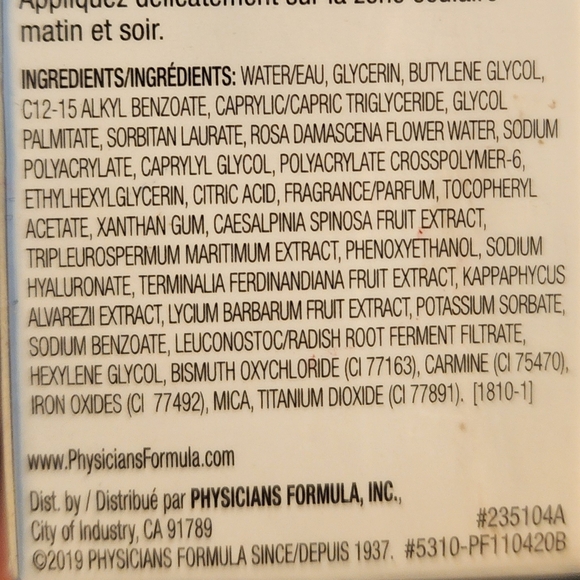 Appliquez délicatement sur la zone oculaire
matin et soir.
INGREDIENTS/INGRÉDIENTS: WATER/EAU, GLYCERIN, BUTYLENE GLYCOL,
C12-15 ALKYL BENZOATE, CAPRYLIC/CAPRIC TRIGLYCERIDE, GLYCOL
PALMITATE, SORBITAN LAURATE, ROSA DAMASCENA FLOWER WATER, SODIUM
POLYACRYLATE, CAPRYLYL GLYCOL, POLYACRYLATE CROSSPOLYMER-6,
ETHYLHEXYLGLYCERIN, CITRIC ACID, FRAGRANCE/PARFUM, TOCOPHERYL
ACETATE, XANTHAN GUM, CAESALPINIA SPINOSA FRUIT EXTRACT,
TRIPLEUROSPERMUM MARITIMUM EXTRACT, PHENOXYETHANOL, SODIUM
HYALURONATE, TERMINALIA FERDINANDIANA FRUIT EXTRACT, KAPPAPHYCUS
ALVAREZII EXTRACT, LYCIUM BARBARUM FRUIT EXTRACT, POTASSIUM SORBATE,
SODIUM BENZOATE, LEUCONOSTOC/RADISH ROOT FERMENT FILTRATE,
HEXYLENE GLYCOL, BISMUTH OXYCHLORIDE (CI 77163), CARMINE (CI 75470),
IRON OXIDES (CI 77492), MICA, TITANIUM DIOXIDE (CI 77891). [1810-1]
www.PhysiciansFormula.com
Dist. by / Distribué par PHYSICIANS FORMULA, INC.,
City of Industry, CA 91789 #235104A
©2019 PHYSICIANS FORMULA SINCE/DEPUIS 1937. #5310-PF110420B